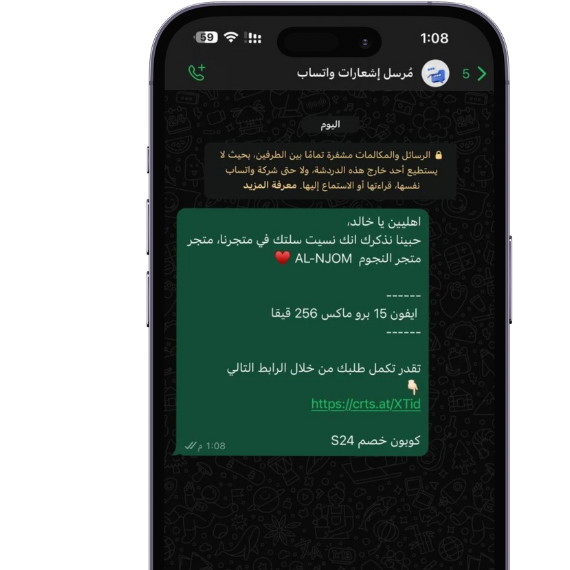 1:08
59
5
مُرسل إشعارات واتساب
اليوم
الرسائل والمكالمات مشفرة تمامًا بين الطرفين، بحيث لا
يستطيع أحد خارج هذه الدردشة، ولا حتى شركة واتساب
نفسها، قراءتها أو الاستماع إليها. معرفة المزيد
اهليين يا خالد،
حبينا نذكرك انك نسيت سلتك في متجرنا، متجر
متجر النجوم AL-NJOM ❤️
------
ايفون 15 برو ماكس 256 قيقا
------
تقدر تكمل طلبك من خلال الرابط التالي
👇🏻
https://crts.at/XTid
كوبون خصم S24
1:08 م